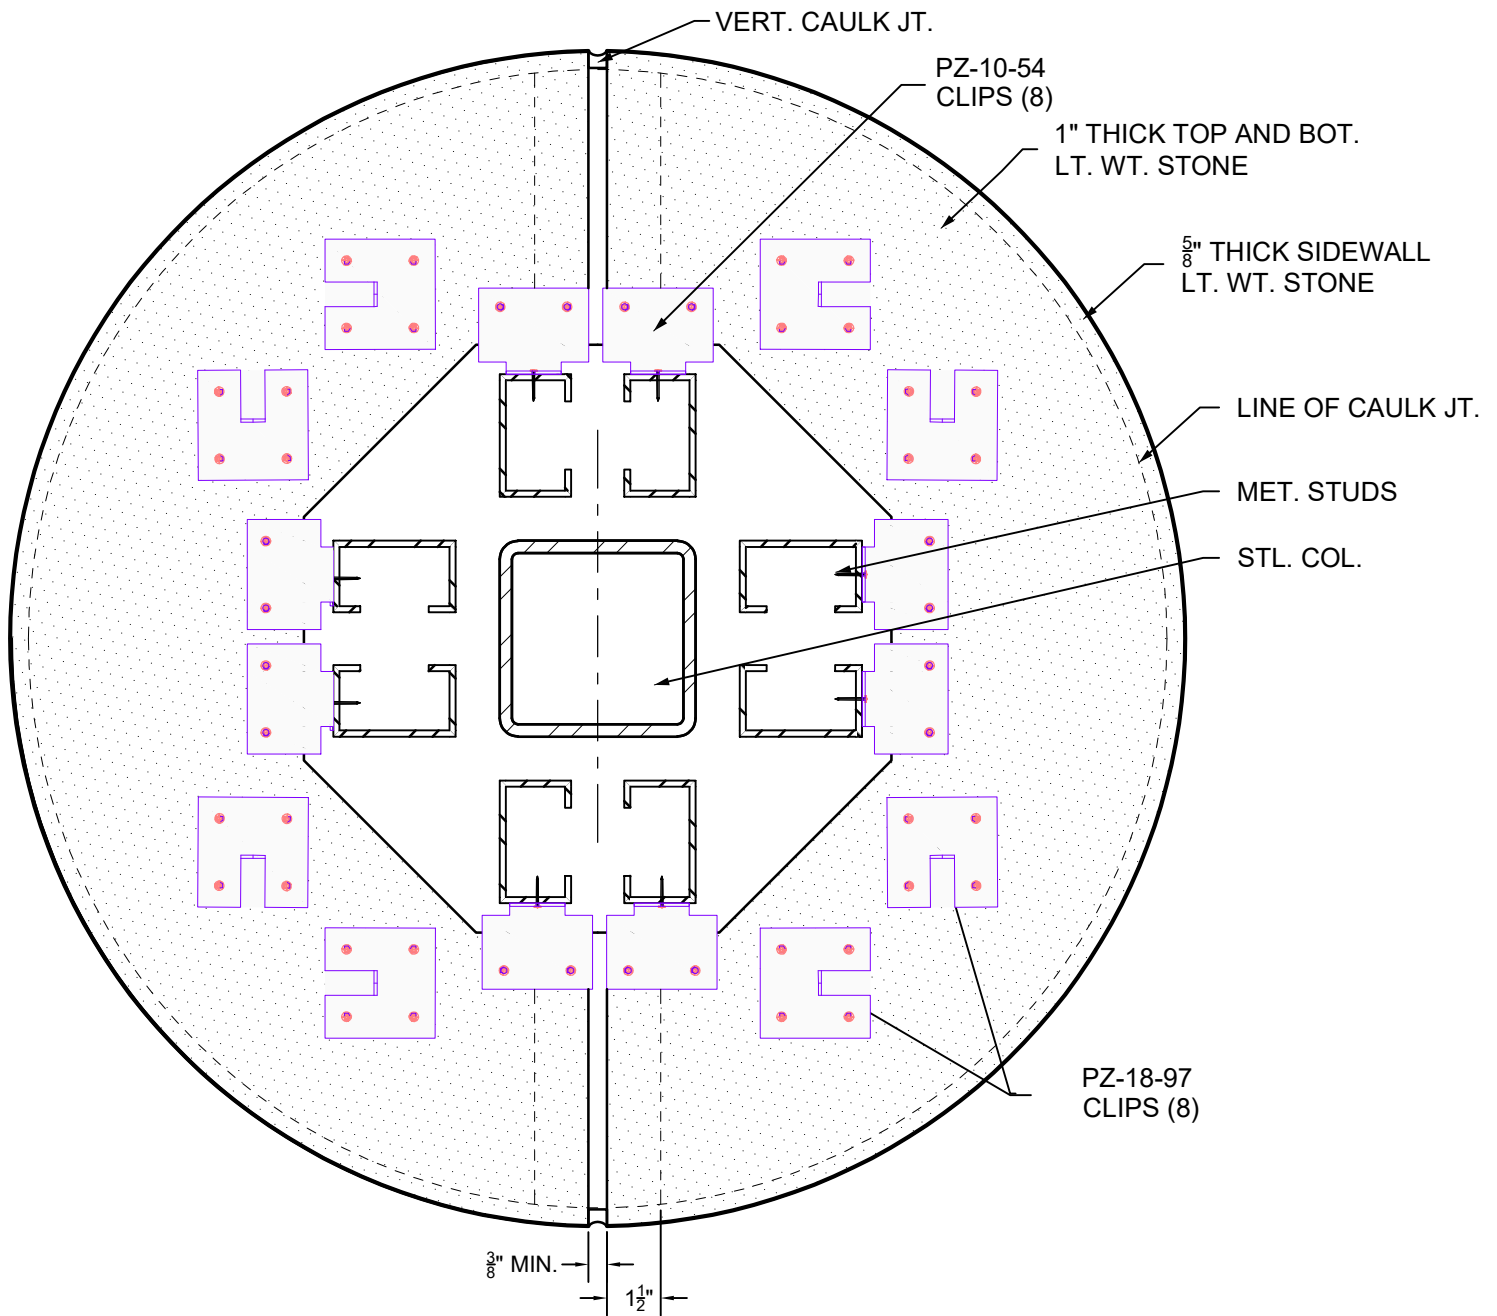 VERT. CAULK JT.
PZ-10-54
CLIPS (8)
1" THICK TOP AND BOT.
LT. WT. STONE
5/8" THICK SIDEWALL
LT. WT. STONE
LINE OF CAULK JT.
MET. STUDS
STL. COL.
PZ-18-97
CLIPS (8)
3/8" MIN.
1 1/2"